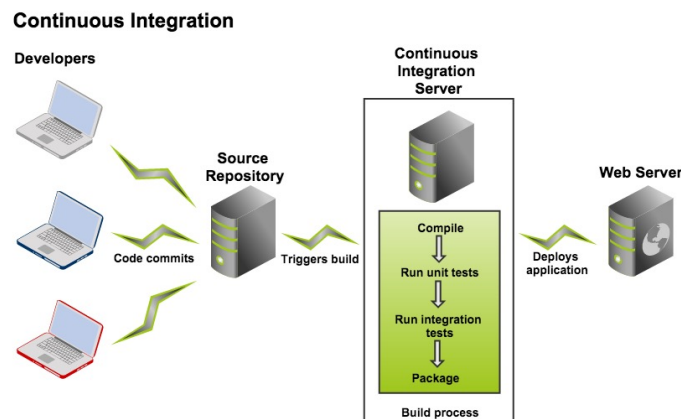 Continuous Integration
Developers
Continuous
Integration
Server
Source
Repository
Web Server
Code commits
Triggers build
Compile
Run unit tests
Run integration
tests
Package
Deploys
application
Build process